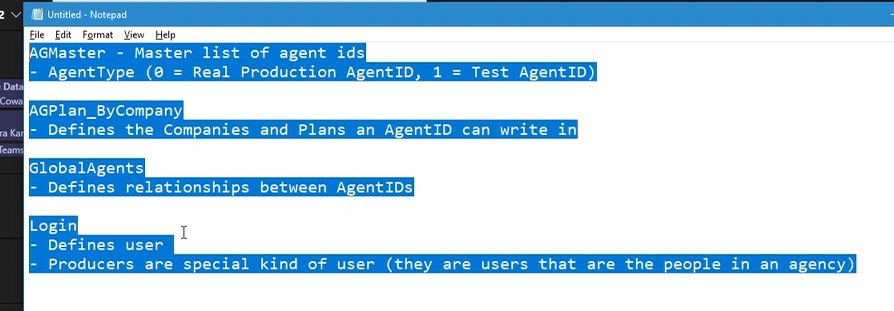 2
Untitled - Notepad
File Edit Format View Help
AGMaster - Master list of agent ids
- AgentType (0 = Real Production AgentID, 1 = Test AgentID)
AGPlan_ByCompany
- Defines the Companies and Plans an AgentID can write in
GlobalAgents
- Defines relationships between AgentIDs
Login
- Defines user
- Producers are special kind of user (they are users that are the people in an agency)
e Data
Cowa
ra Kar
Teams